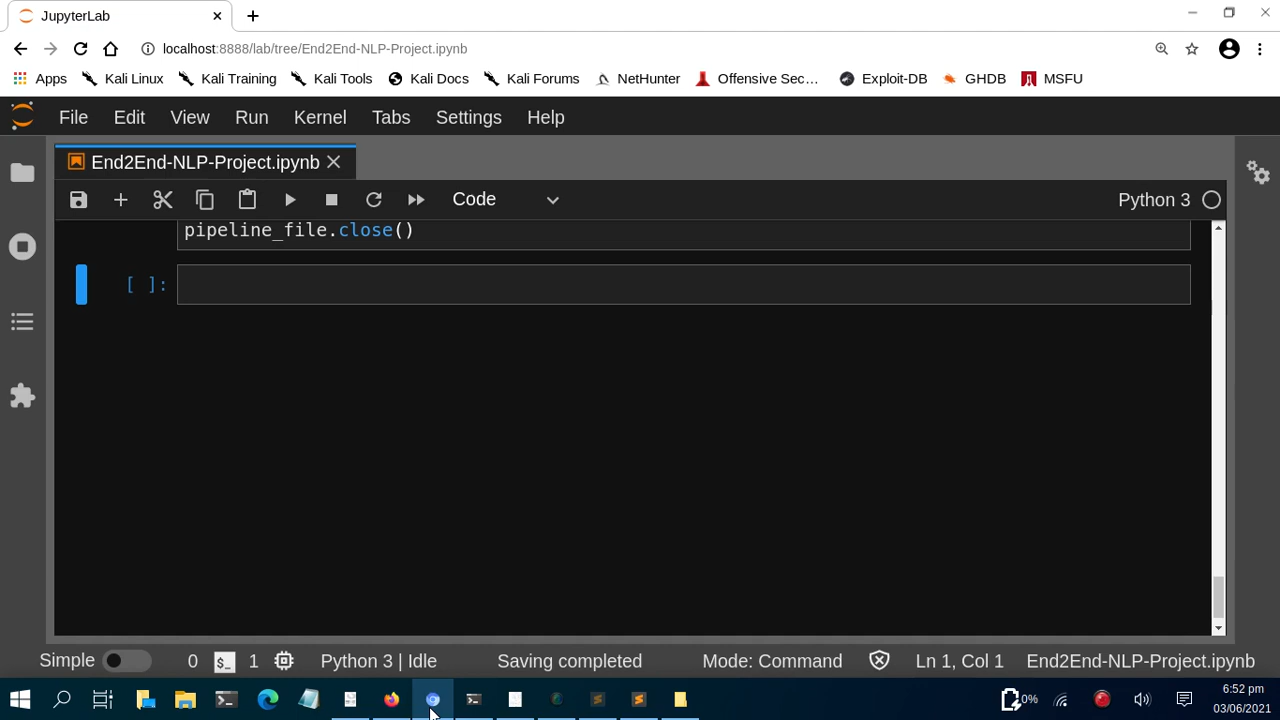 JupyterLab
localhost:8888/lab/tree/End2End-NLP-Project.ipynb
Apps Kali Linux Kali Training Kali Tools Kali Docs Kali Forums NetHunter Offensive Sec... Exploit-DB GHDB MSFU
File Edit View Run Kernel Tabs Settings Help
End2End-NLP-Project.ipynb
Code Python 3
pipeline_file.close()
[ ]:
Simple 0 $_ 1 Python 3 | Idle Saving completed Mode: Command Ln 1, Col 1 End2End-NLP-Project.ipynb
0% 6:52 pm
03/06/2021